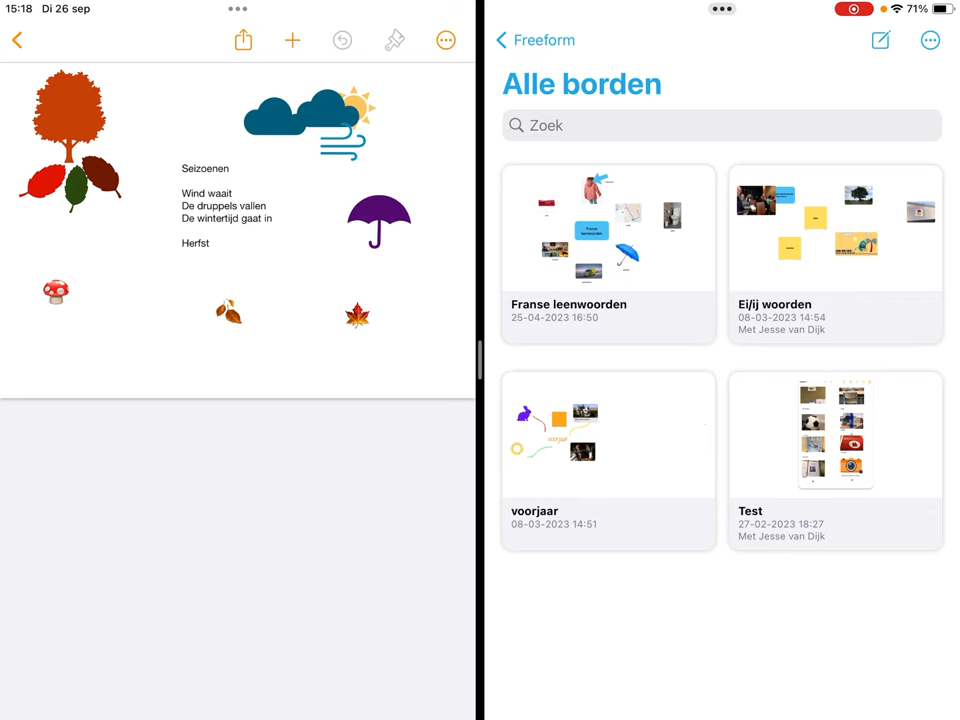 15:18 Di 26 sep
71%
Seizoenen
Wind waait
De druppels vallen
De wintertijd gaat in
Herfst
Freeform
Alle borden
Zoek
Franse leenwoorden
Franse leenwoorden
25-04-2023 16:50
Ei/ij woorden
08-03-2023 14:54
Met Jesse van Dijk
voorjaar
voorjaar
08-03-2023 14:51
Test
27-02-2023 18:27
Met Jesse van Dijk